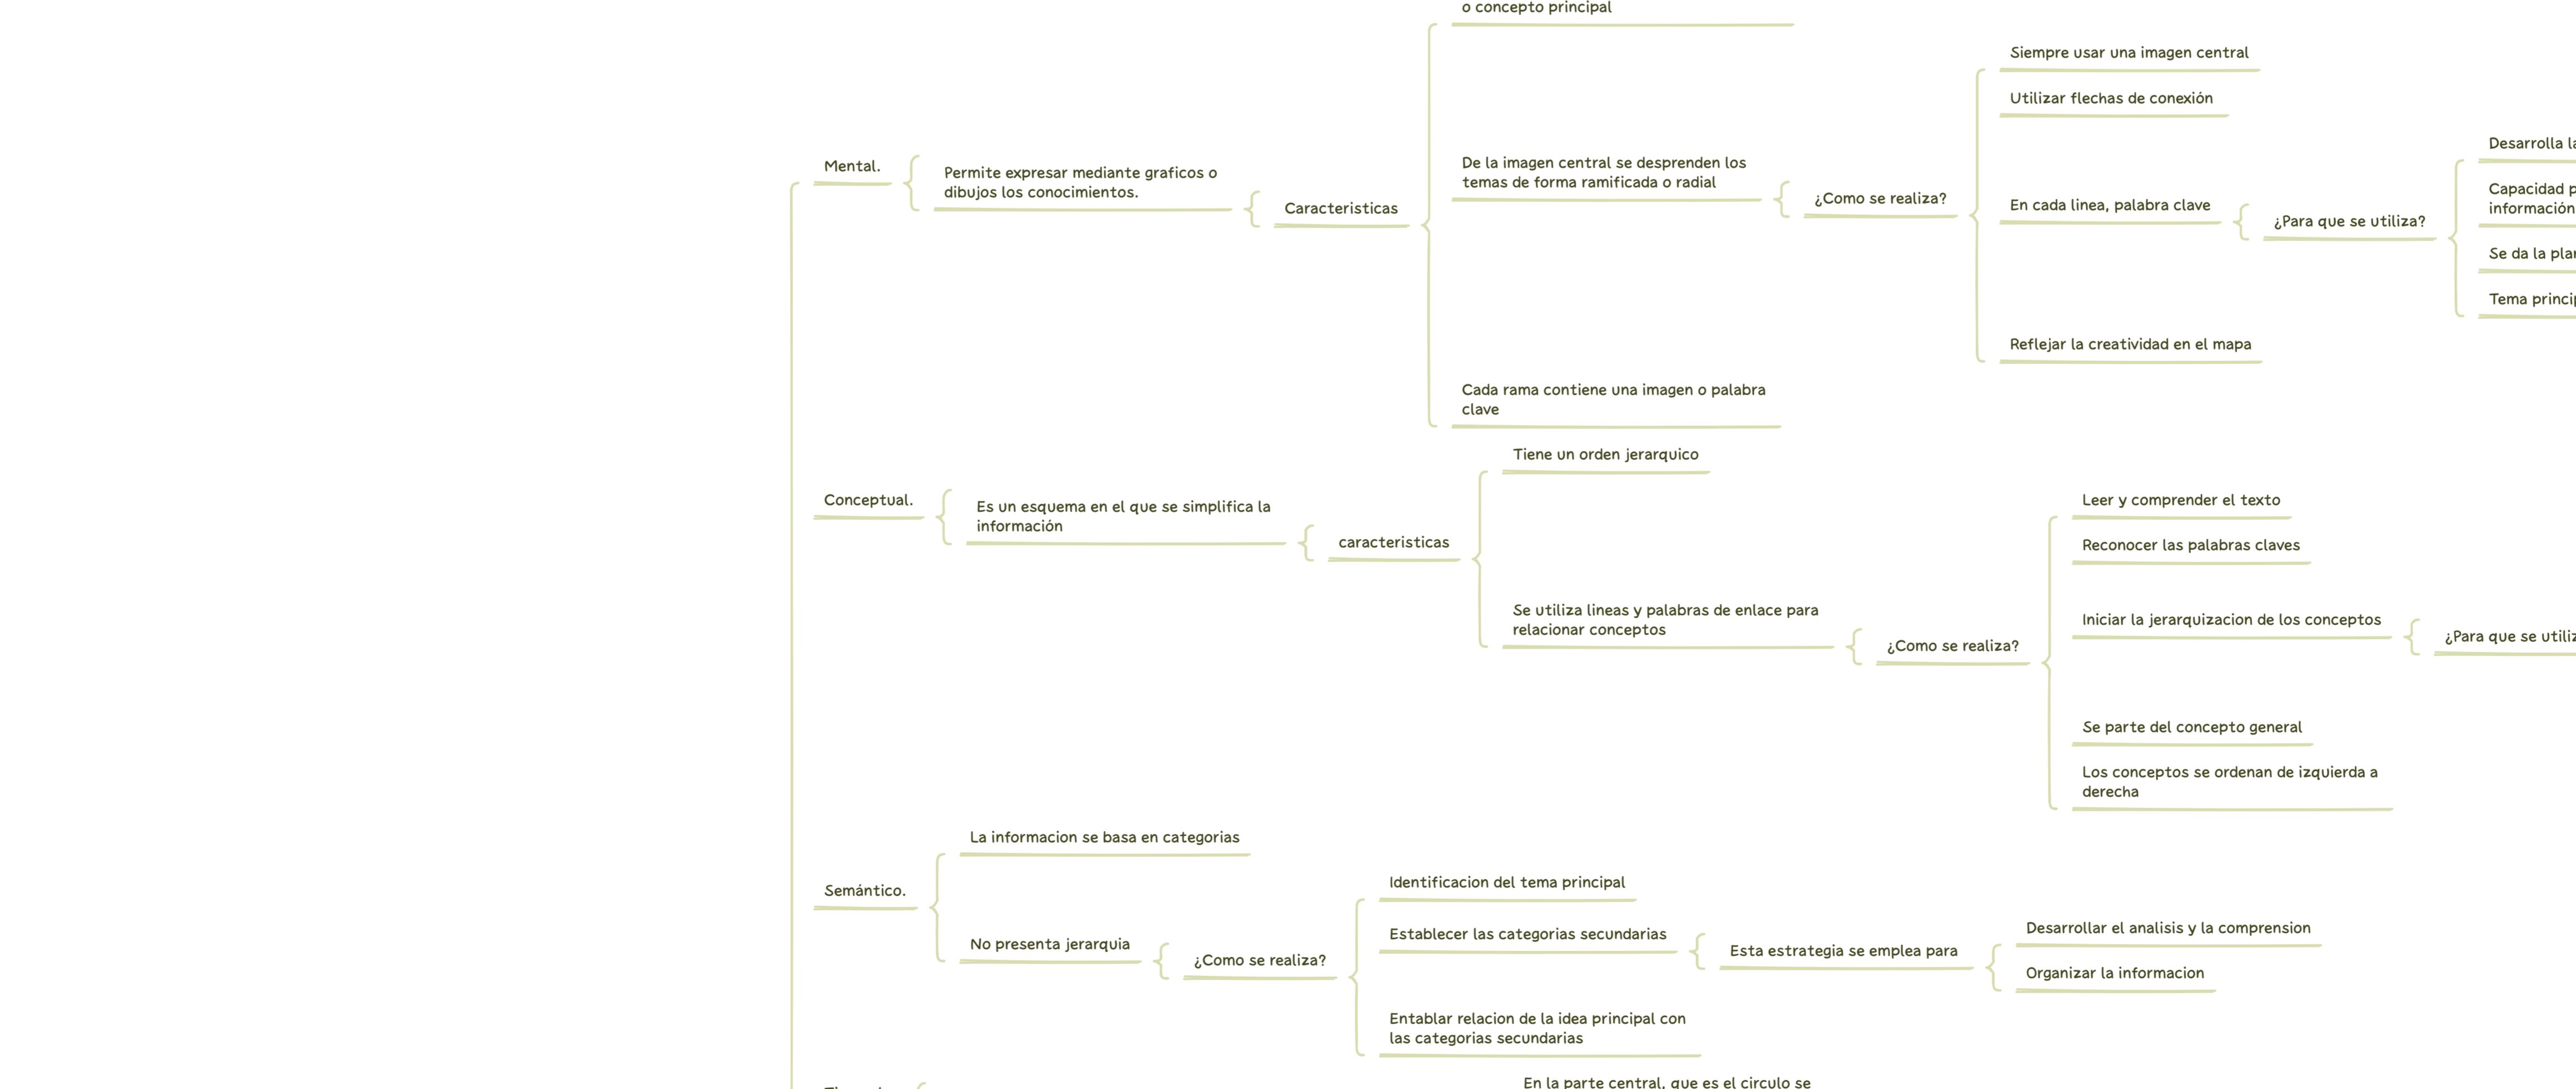 o concepto principal
Siempre usar una imagen central
Utilizar flechas de conexión
Desarrolla
Mental.
Permite expresar mediante graficos o
dibujos los conocimientos.
De la imagen central se desprenden los
temas de forma ramificada o radial
Capacidad
información
Caracteristicas
¿Como se realiza?
En cada linea, palabra clave
¿Para que se utiliza?
Se da la
Tema
Reflejar la creatividad en el mapa
Cada rama contiene una imagen o palabra
clave
Tiene un orden jerarquico
Conceptual.
Es un esquema en el que se simplifica la
información
caracteristicas
Leer y comprender el texto
Reconocer las palabras claves
Se utiliza lineas y palabras de enlace para
relacionar conceptos
¿Como se realiza?
Iniciar la jerarquizacion de los conceptos
¿Para que se
Se parte del concepto general
Los conceptos se ordenan de izquierda a
derecha
La informacion se basa en categorias
Semántico.
No presenta jerarquia
¿Como se realiza?
Identificacion del tema principal
Establecer las categorias secundarias
Esta estrategia se emplea para
Desarrollar el analisis y la comprension
Organizar la informacion
Entablar relacion de la idea principal con
las categorias secundarias
En la parte central, que es el circulo se